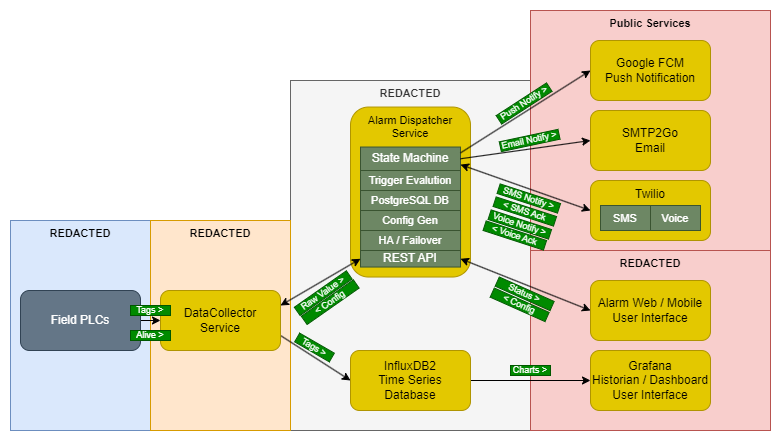 Public Services
Google FCM
Push Notification
Push Notify >
REDACTED
Alarm Dispatcher
Service
State Machine
Trigger Evalution
PostgreSQL DB
Config Gen
HA / Failover
REST API
Email Notify >
SMTP2Go
Email
Twilio
SMS
Voice
SMS Notify >
< SMS Ack
Voice Notify >
< Voice Ack
REDACTED
REDACTED
REDACTED
Field PLCs
Tags >
Alive >
DataCollector
Service
Raw Value >
< Config
Status >
< Config
Alarm Web / Mobile
User Interface
Tags >
InfluxDB2
Time Series
Database
Charts >
Grafana
Historian / Dashboard
User Interface